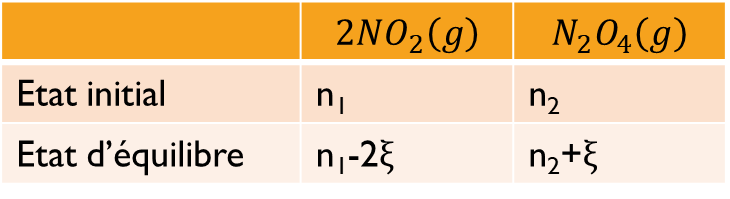 2NO₂(g) N₂O₄(g)
Etat initial n₁ n₂
Etat d'équilibre n₁-2ξ n₂+ξ